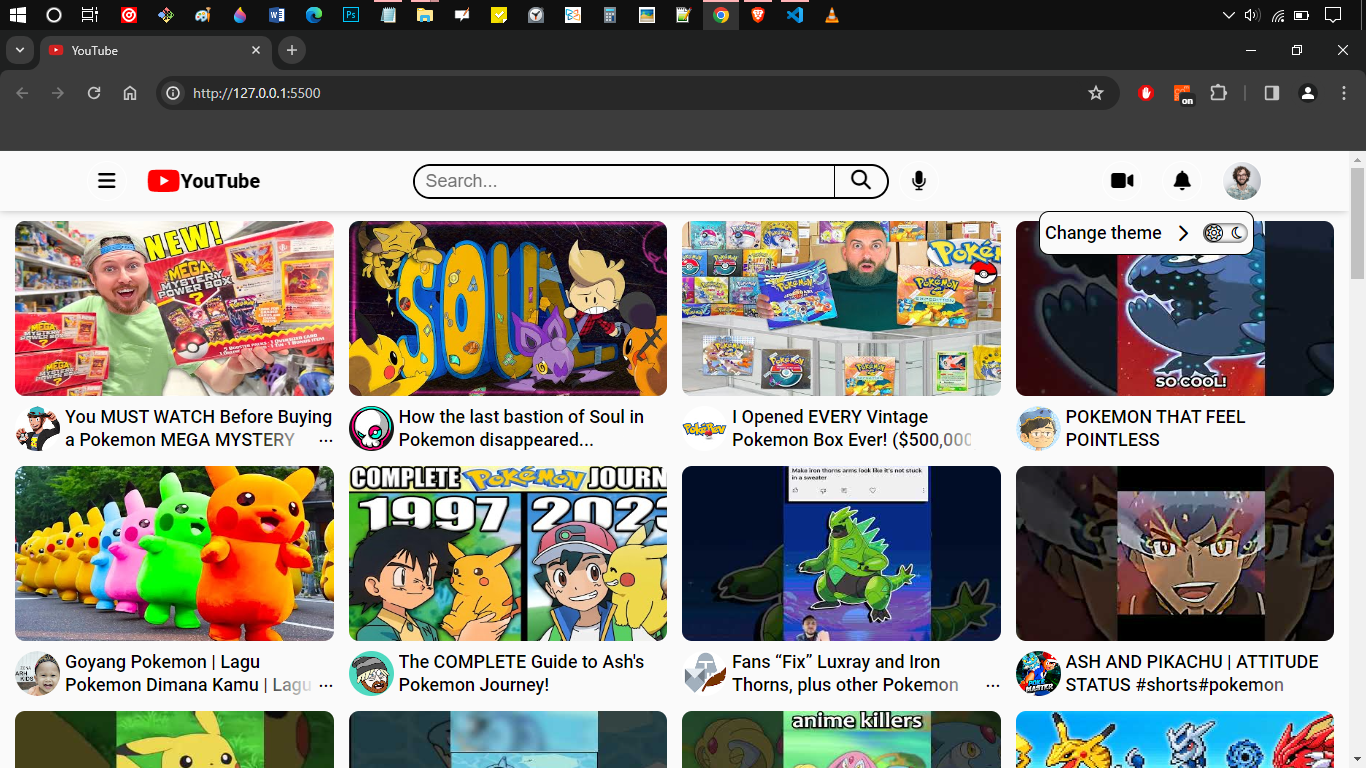 YouTube
on
http://127.0.0.1:5500
YouTube
Search...
Change theme
NEW!
MEGA
MYSTERY
POWER BOX
SOUL
Pokémon
SO COOL!
You MUST WATCH Before Buying
a Pokemon MEGA MYSTERY
How the last bastion of Soul in
Pokemon disappeared...
I Opened EVERY Vintage
Pokemon Box Ever! ($500,000
POKEMON THAT FEEL
POINTLESS
COMPLETE Pokémon JOURN
1997
2023
Make iron thorns arms look like it's not stuck
in a sweater
Goyang Pokemon | Lagu
Pokemon Dimana Kamu | Lagu
The COMPLETE Guide to Ash's
Pokemon Journey!
Fans “Fix” Luxray and Iron
Thorns, plus other Pokemon
POKE
MASTER
ASH AND PIKACHU | ATTITUDE
STATUS #shorts#pokemon
anime killers